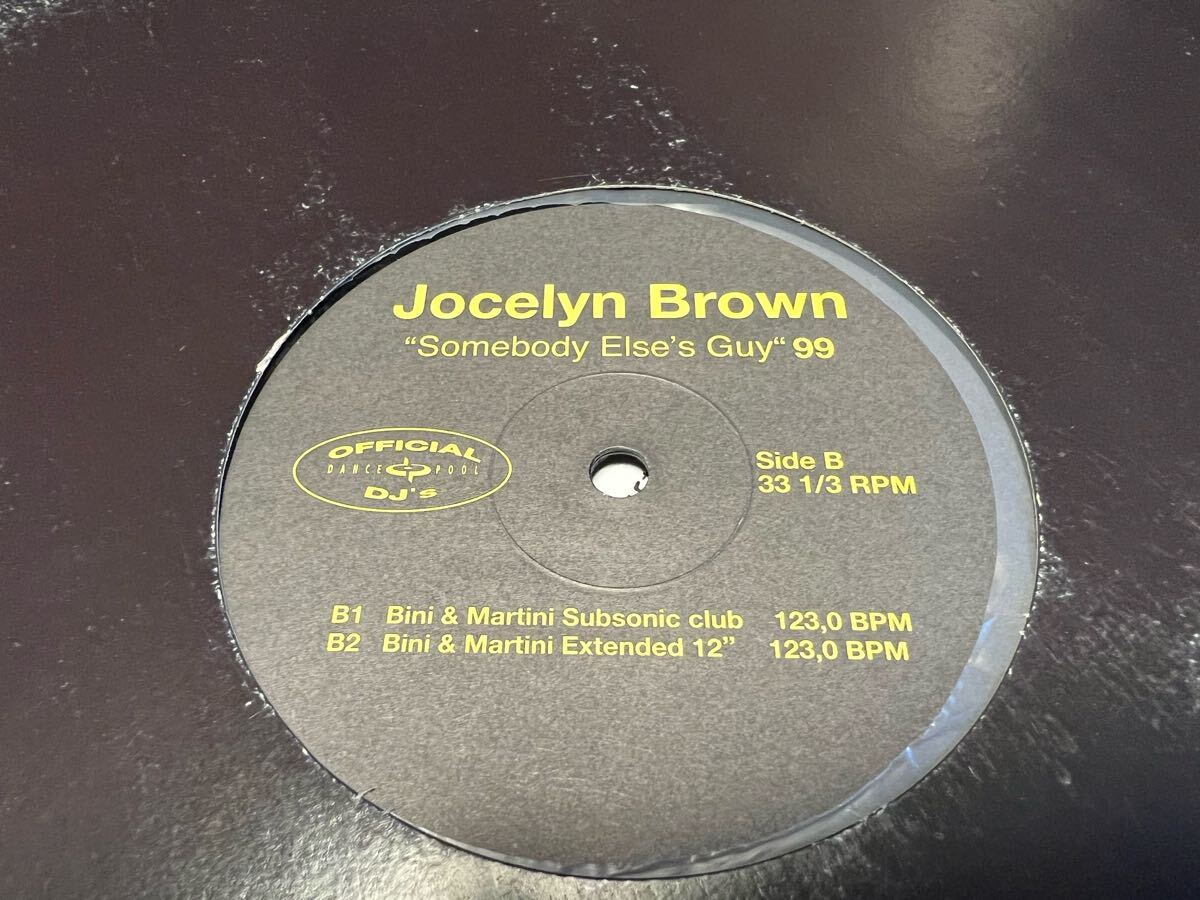 Jocelyn Brown
“Somebody Else's Guy“ 99
OFFICIAL
DANCE POOL
DJ's
Side B
33 1/3 RPM
B1 Bini & Martini Subsonic club 123,0 BPM
B2 Bini & Martini Extended 12” 123,0 BPM